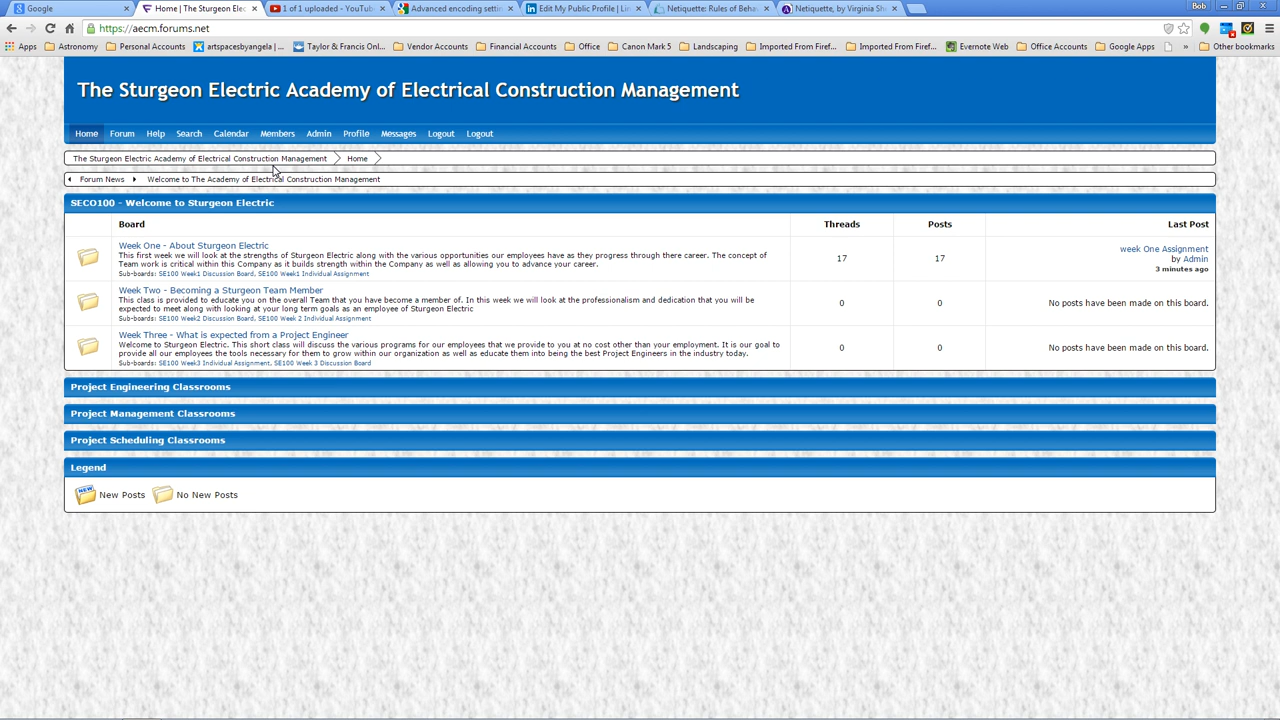 Google
Home | The Sturgeon Elec
1 of 1 uploaded - YouTub
Advanced encoding settin
Edit My Public Profile | Lin
Netiquette: Rules of Beha
Netiquette, by Virginia She
Bob
https://aecm.forums.net
Apps
Astronomy
Personal Accounts
artspacesbyangela |...
Taylor & Francis Onl...
Vendor Accounts
Financial Accounts
Office
Canon Mark 5
Landscaping
Imported From Firef...
Imported From Firef...
Evernote Web
Office Accounts
Google Apps
»
Other bookmarks
The Sturgeon Electric Academy of Electrical Construction Management
Home Forum Help Search Calendar Members Admin Profile Messages Logout Logout
The Sturgeon Electric Academy of Electrical Construction Management Home
Forum News Welcome to The Academy of Electrical Construction Management
SECO100 - Welcome to Sturgeon Electric
Board Threads Posts Last Post
Week One - About Sturgeon Electric
This first week we will look at the strengths of Sturgeon Electric along with the various opportunities our employees have as they progress through there career. The concept of
Team work is critical within this Company as it builds strength within the Company as well as allowing you to advance your career.
Sub-boards: SE100 Week1 Discussion Board, SE100 Week1 Individual Assignment
17 17
week One Assignment
by Admin
3 minutes ago
Week Two - Becoming a Sturgeon Team Member
This class is provided to educate you on the overall Team that you have become a member of. In this week we will look at the professionalism and dedication that you will be
expected to meet along with looking at your long term goals as an employee of Sturgeon Electric
Sub-boards: SE100 Week2 Discussion Board, SE100 Week 2 Individual Assignment
0 0 No posts have been made on this board.
Week Three - What is expected from a Project Engineer
Welcome to Sturgeon Electric. This short class will discuss the various programs for our employees that we provide to you at no cost other than your employment. It is our goal to
provide all our employees the tools necessary for them to grow within our organization as well as educate them into being the best Project Engineers in the industry today.
Sub-boards: SE100 Week3 Individual Assignment, SE100 Week 3 Discussion Board
0 0 No posts have been made on this board.
Project Engineering Classrooms
Project Management Classrooms
Project Scheduling Classrooms
Legend
NEW New Posts No New Posts